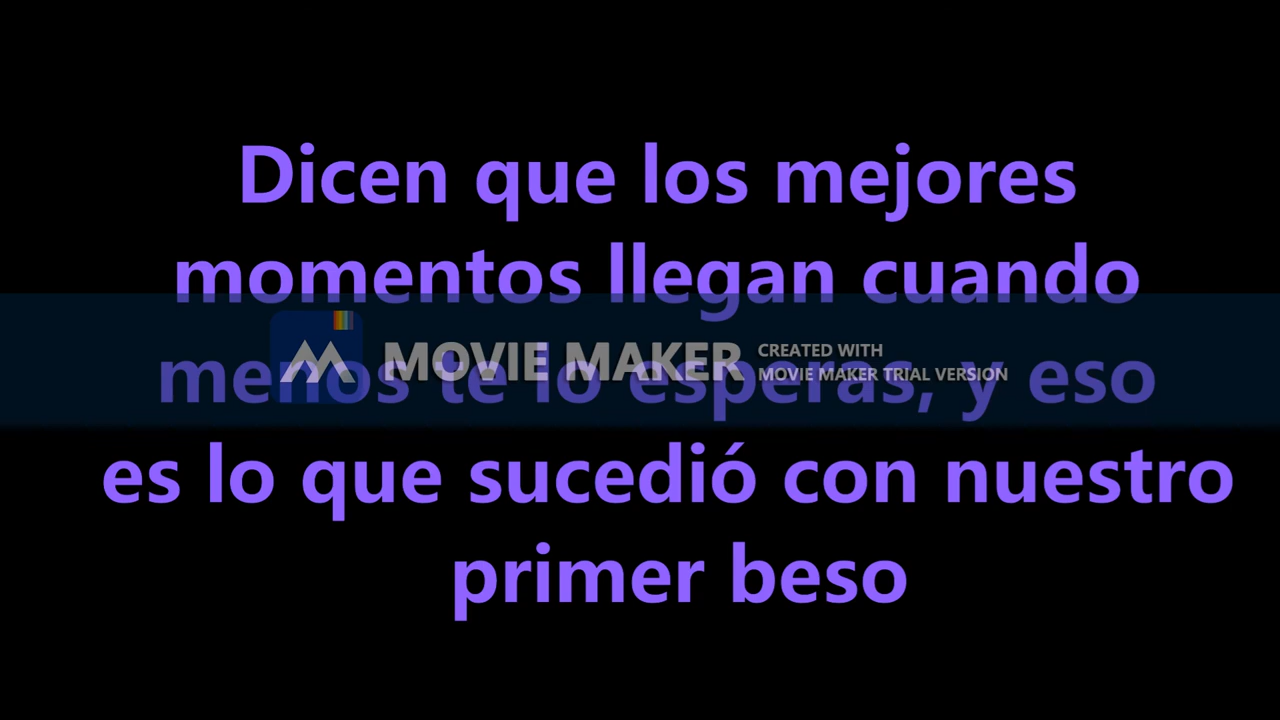 Dicen que los mejores
momentos llegan cuando
menos te lo esperas, y eso
es lo que sucedió con nuestro
primer beso
MOVIE MAKER
CREATED WITH
MOVIE MAKER TRIAL VERSION